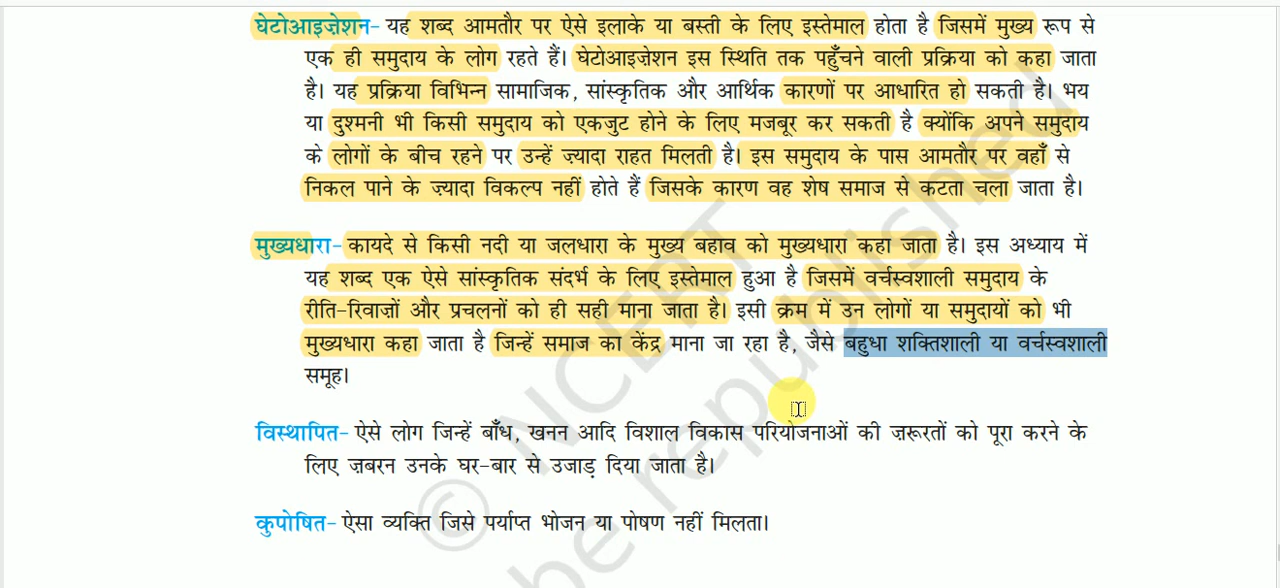 घेटोआइज़ेशन– यह शब्द आमतौर पर ऐसे इलाके या बस्ती के लिए इस्तेमाल होता है जिसमें मुख्य रूप से
एक ही समुदाय के लोग रहते हैं। घेटोआइज़ेशन इस स्थिति तक पहुँचने वाली प्रक्रिया को कहा जाता
है। यह प्रक्रिया विभिन्न सामाजिक, सांस्कृतिक और आर्थिक कारणों पर आधारित हो सकती है। भय
या दुश्मनी भी किसी समुदाय को एकजुट होने के लिए मजबूर कर सकती है क्योंकि अपने समुदाय
के लोगों के बीच रहने पर उन्हें ज़्यादा राहत मिलती है। इस समुदाय के पास आमतौर पर वहाँ से
निकल पाने के ज़्यादा विकल्प नहीं होते हैं जिसके कारण वह शेष समाज से कटता चला जाता है।
मुख्यधारा– कायदे से किसी नदी या जलधारा के मुख्य बहाव को मुख्यधारा कहा जाता है। इस अध्याय में
यह शब्द एक ऐसे सांस्कृतिक संदर्भ के लिए इस्तेमाल हुआ है जिसमें वर्चस्वशाली समुदाय के
रीति-रिवाज़ों और प्रचलनों को ही सही माना जाता है। इसी क्रम में उन लोगों या समुदायों को भी
मुख्यधारा कहा जाता है जिन्हें समाज का केंद्र माना जा रहा है, जैसे बहुधा शक्तिशाली या वर्चस्वशाली
समूह।
विस्थापित– ऐसे लोग जिन्हें बाँध, खनन आदि विशाल विकास परियोजनाओं की ज़रूरतों को पूरा करने के
लिए जबरन उनके घर-बार से उजाड़ दिया जाता है।
कुपोषित– ऐसा व्यक्ति जिसे पर्याप्त भोजन या पोषण नहीं मिलता।
© NCERT
be republished